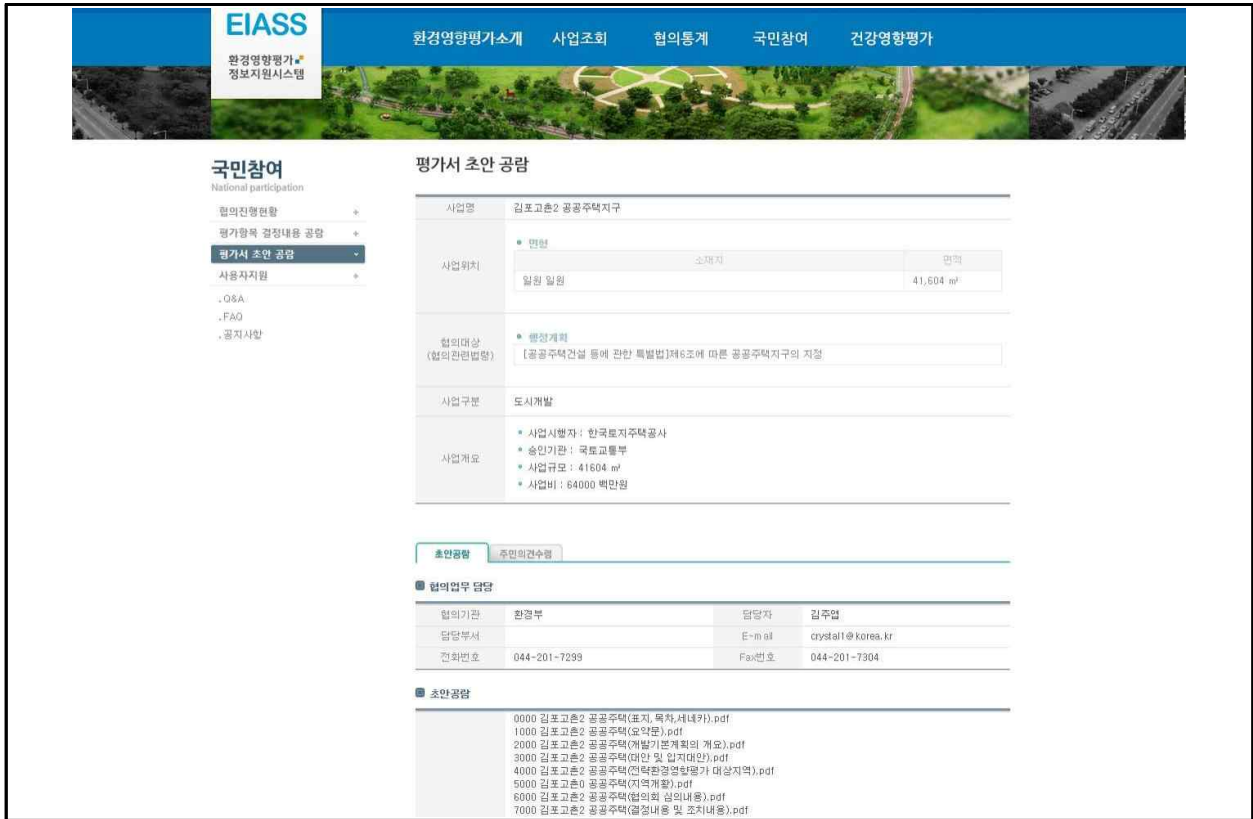 EIASS
환경영향평가
정보지원시스템
환경영향평가소개 사업조회 협의통계 국민참여 건강영향평가
국민참여
National participation
협의진행현황
평가항목 결정내용 공람
평가서 초안 공람
사용자지원
.Q&A
.FAQ
.공지사항
평가서 초안 공람
사업명 김포고촌2 공공주택지구
사업위치
면형
소재지 면적
일원 일원 41,604 ㎡
협의대상
(협의관련법령)
행정계획
[공공주택건설 등에 관한 특별법]제6조에 따른 공공주택지구의 지정
사업구분 도시개발
사업개요
사업시행자 : 한국토지주택공사
승인기관 : 국토교통부
사업규모 : 41604 ㎡
사업비 : 64000 백만원
초안공람 주민의견수렴
협의업무 담당
협의기관 환경부 담당자 김주엽
담당부서 E-mail crystal1@korea.kr
전화번호 044-201-7299 Fax번호 044-201-7304
초안공람
0000 김포고촌2 공공주택(표지,목차,세네카).pdf
1000 김포고촌2 공공주택(요약문).pdf
2000 김포고촌2 공공주택(개발기본계획의 개요).pdf
3000 김포고촌2 공공주택(대안 및 입지대안).pdf
4000 김포고촌2 공공주택(전략환경영향평가 대상지역).pdf
5000 김포고촌0 공공주택(지역개황).pdf
6000 김포고촌2 공공주택(협의회 심의내용).pdf
7000 김포고촌2 공공주택(결정내용 및 조치내용).pdf